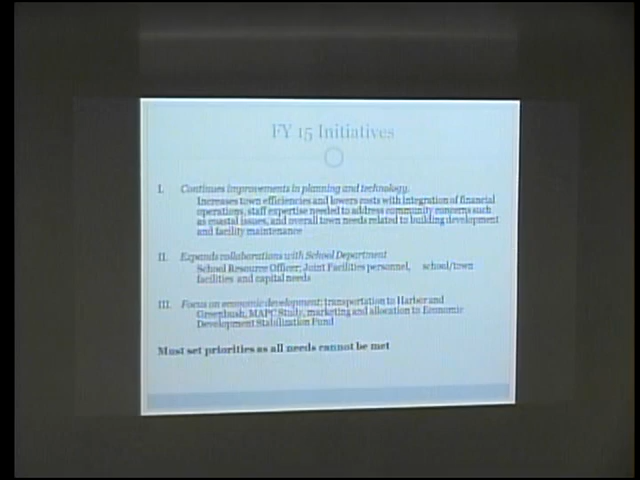 FY 15 Initiatives
I. Continues improvements in planning and technology.
Increases town efficiencies and lowers costs with integration of financial
operations, staff expertise needed to address community concerns such
as coastal issues, and overall town needs related to building development
and facility maintenance
II. Expands collaborations with School Department
School Resource Officer; Joint Facilities personnel, school/town
facilities and capital needs
III. Focus on economic development; transportation to Harbor and
Greenbush, MAPC Study, marketing and allocation to Economic
Development Stabilization Fund
Must set priorities as all needs cannot be met